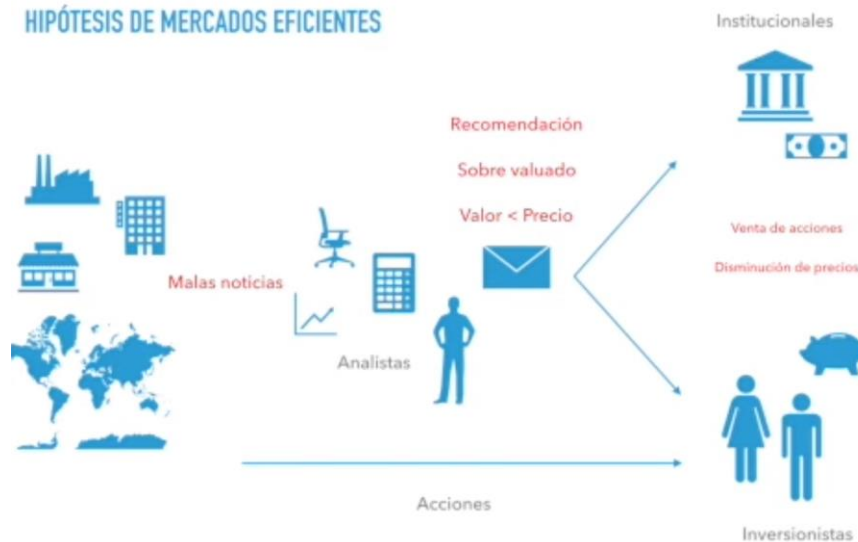 HIPÓTESIS DE MERCADOS EFICIENTES
Institucionales
Recomendación
Sobre valuado
Valor < Precio
Venta de acciones
Disminución de precios
Malas noticias
Analistas
Acciones
Inversionistas